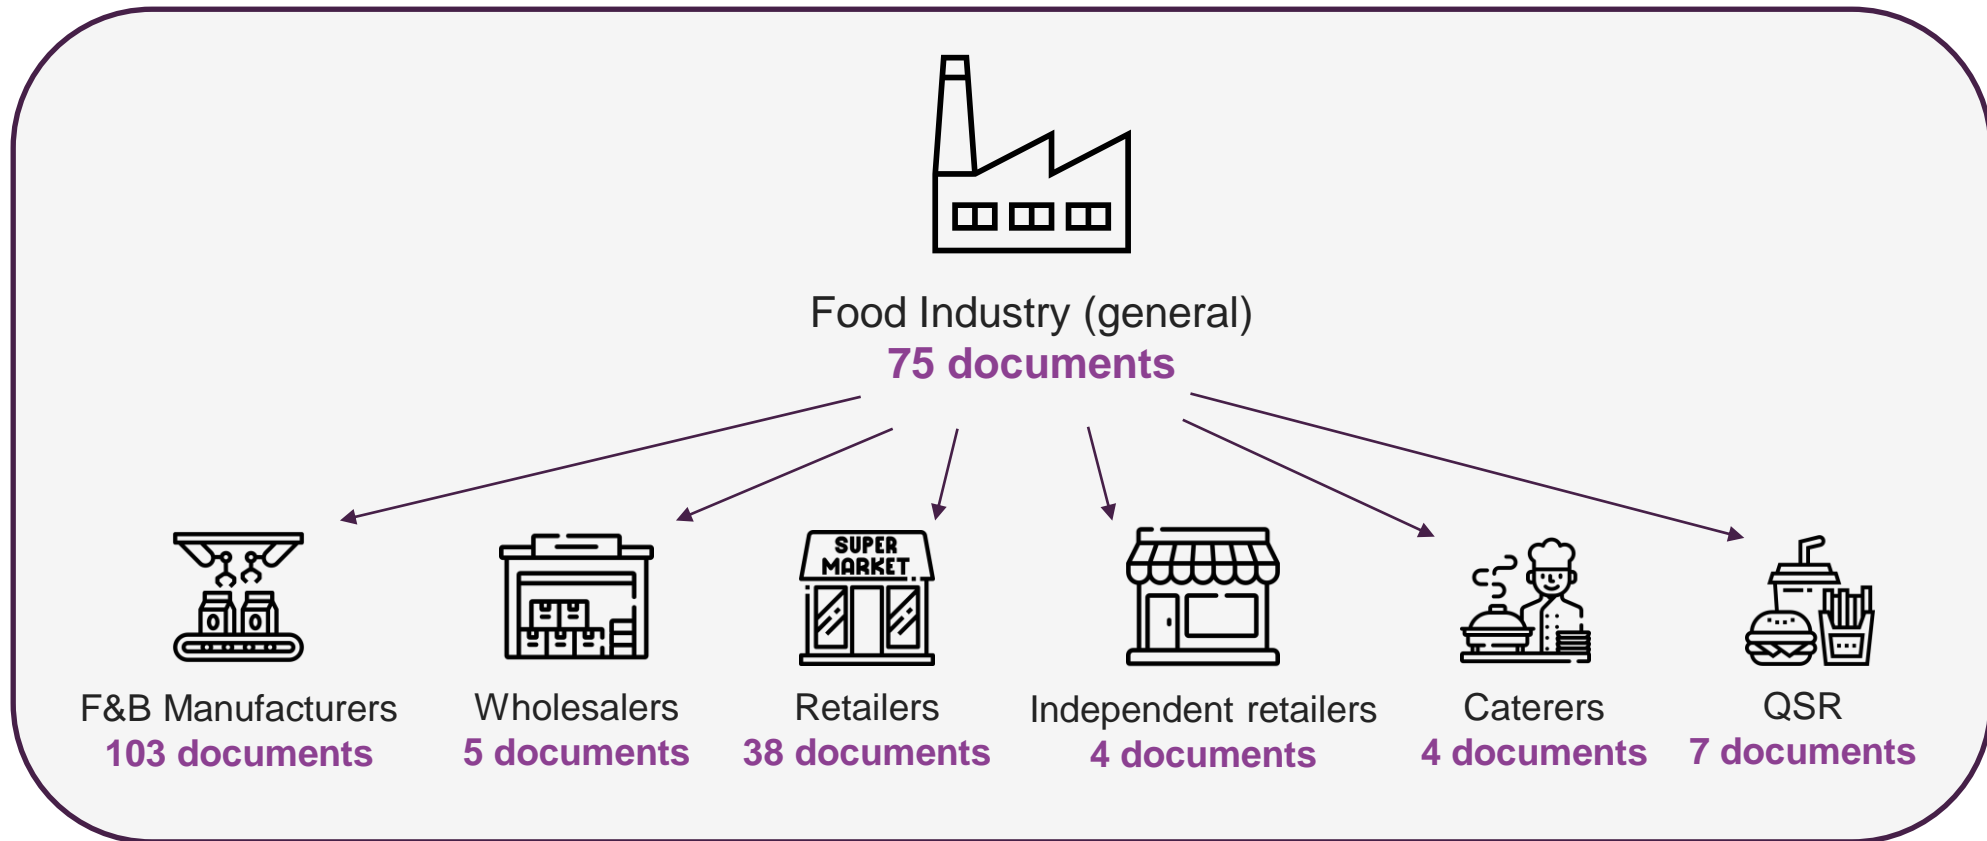 Food Industry (general)
75 documents
SUPER
MARKET
F&B Manufacturers
103 documents
Wholesalers
5 documents
Retailers
38 documents
Independent retailers
4 documents
Caterers
4 documents
QSR
7 documents